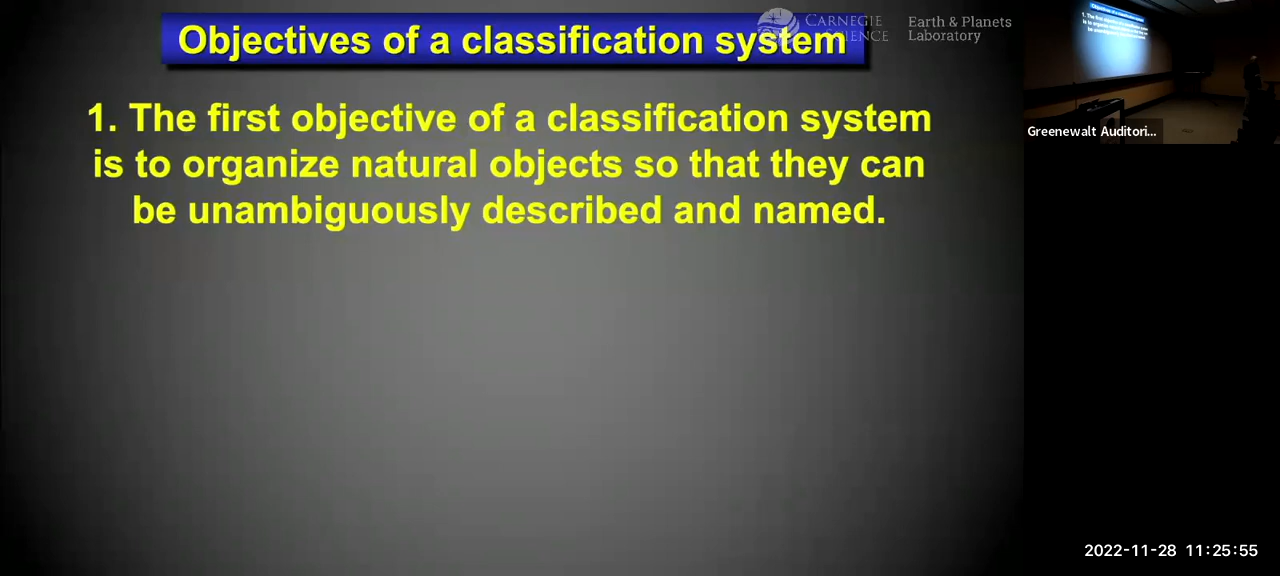 Objectives of a classification system
CARNEGIE
SCIENCE
Earth & Planets
Laboratory
1. The first objective of a classification system
is to organize natural objects so that they can
be unambiguously described and named.
Greenewalt Auditori...
2022-11-28 11:25:55